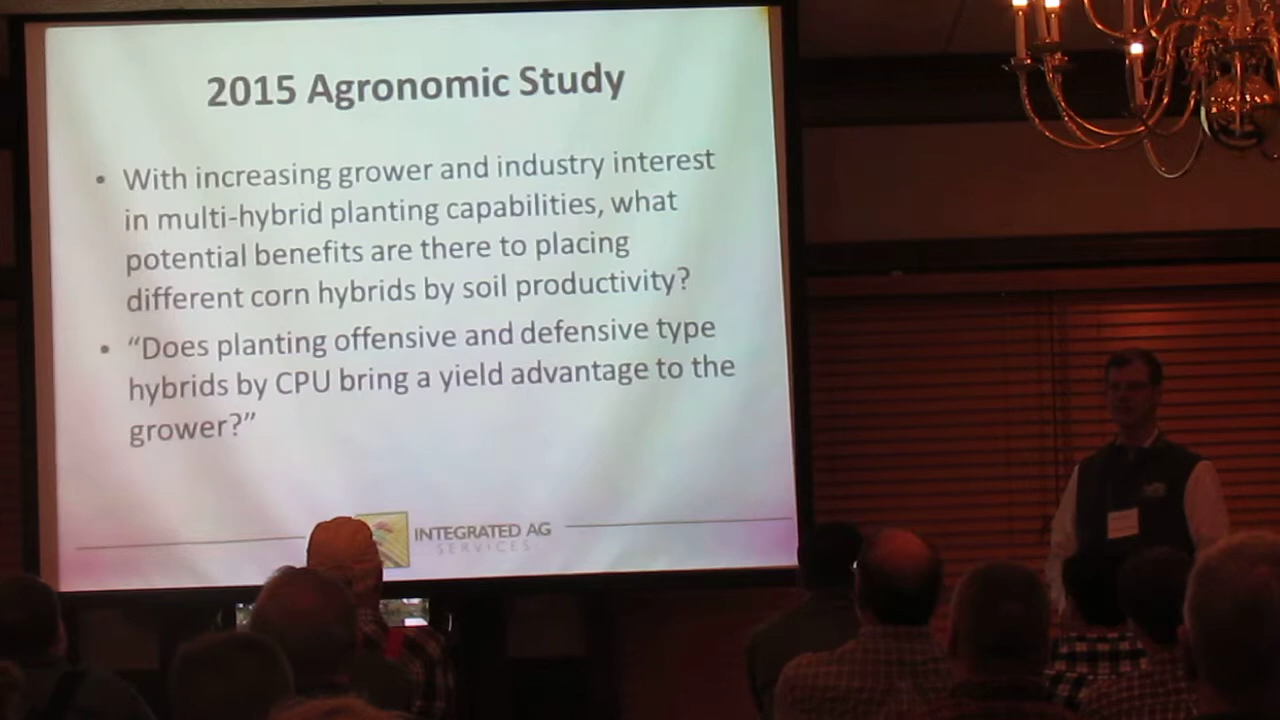 2015 Agronomic Study
• With increasing grower and industry interest
in multi-hybrid planting capabilities, what
potential benefits are there to placing
different corn hybrids by soil productivity?
• “Does planting offensive and defensive type
hybrids by CPU bring a yield advantage to the
grower?”
INTEGRATED AG
SERVICES